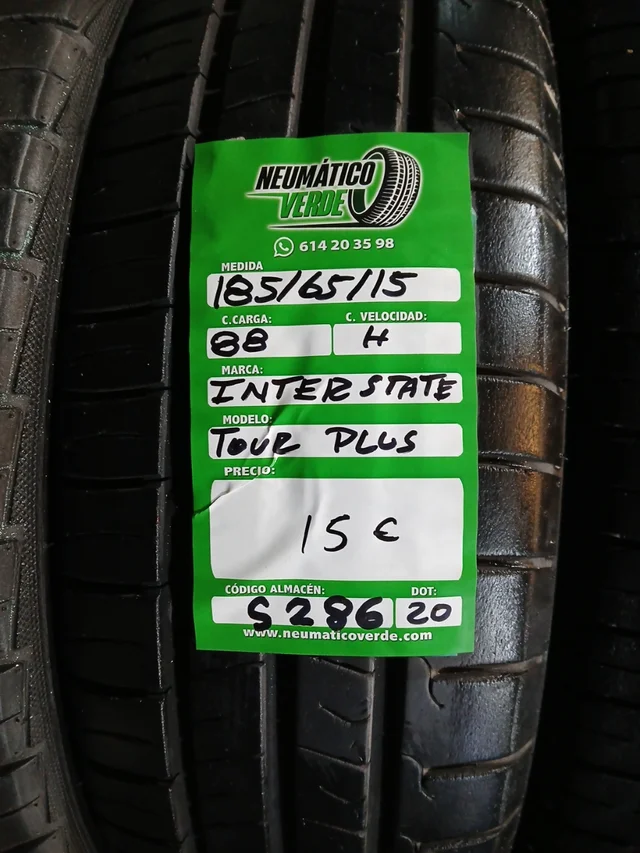 NEUMÁTICO
VERDE
614 20 35 98
MEDIDA
185/65/15
C.CARGA: C. VELOCIDAD:
88 H
MARCA:
INTERSTATE
MODELO:
TOUR PLUS
PRECIO:
15 €
CÓDIGO ALMACÉN: DOT:
S286 20
www.neumaticoverde.com